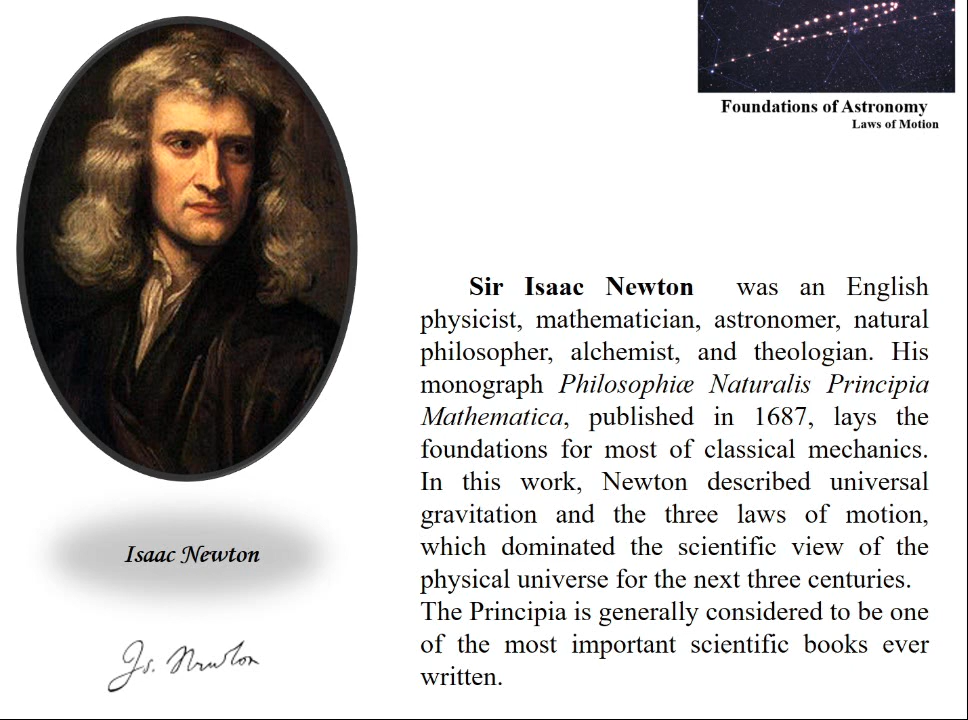 Foundations of Astronomy
Laws of Motion
Sir Isaac Newton was an English
physicist, mathematician, astronomer, natural
philosopher, alchemist, and theologian. His
monograph Philosophiæ Naturalis Principia
Mathematica, published in 1687, lays the
foundations for most of classical mechanics.
In this work, Newton described universal
gravitation and the three laws of motion,
which dominated the scientific view of the
physical universe for the next three centuries.
The Principia is generally considered to be one
of the most important scientific books ever
written.
Isaac Newton
Js. Newton